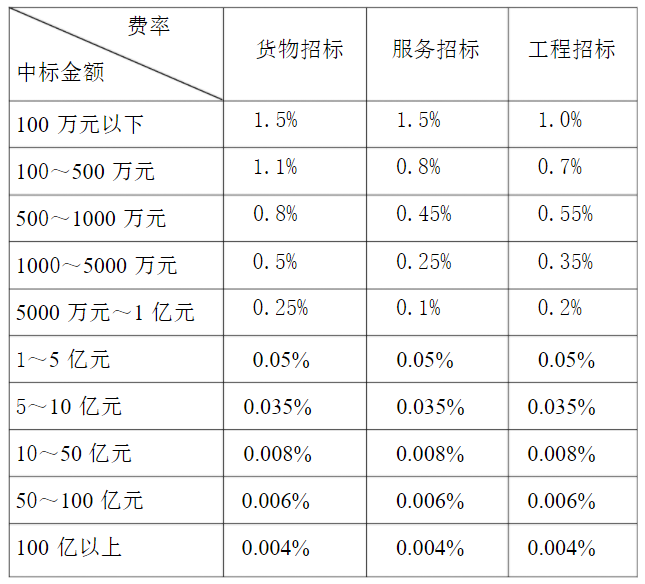 费率
中标金额
货物招标 服务招标 工程招标
100 万元以下 1.5% 1.5% 1.0%
100～500 万元 1.1% 0.8% 0.7%
500～1000 万元 0.8% 0.45% 0.55%
1000～5000 万元 0.5% 0.25% 0.35%
5000 万元～1 亿元 0.25% 0.1% 0.2%
1～5 亿元 0.05% 0.05% 0.05%
5～10 亿元 0.035% 0.035% 0.035%
10～50 亿元 0.008% 0.008% 0.008%
50～100 亿元 0.006% 0.006% 0.006%
100 亿以上 0.004% 0.004% 0.004%